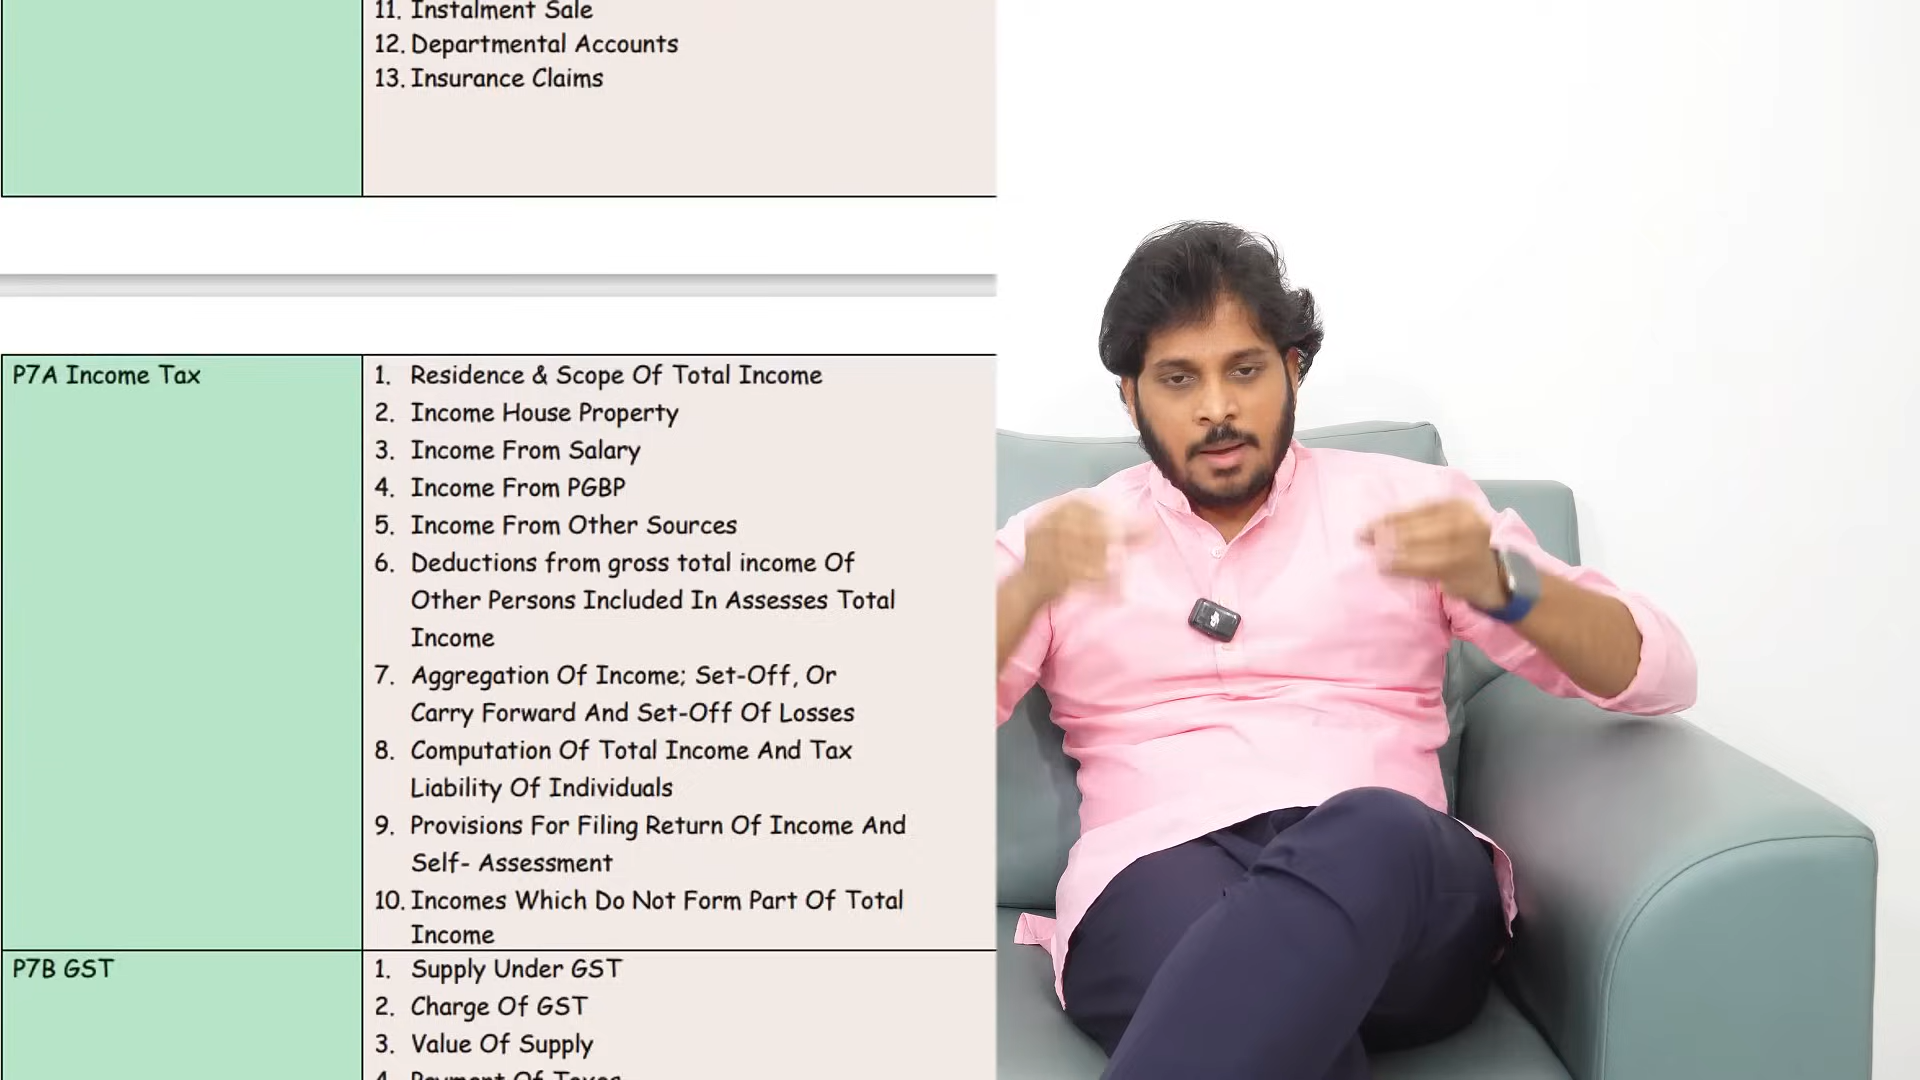 11. Instalment Sale
12. Departmental Accounts
13. Insurance Claims
P7A Income Tax
1. Residence & Scope Of Total Income
2. Income House Property
3. Income From Salary
4. Income From PGBP
5. Income From Other Sources
6. Deductions from gross total income Of
Other Persons Included In Assesses Total
Income
7. Aggregation Of Income; Set-Off, Or
Carry Forward And Set-Off Of Losses
8. Computation Of Total Income And Tax
Liability Of Individuals
9. Provisions For Filing Return Of Income And
Self- Assessment
10. Incomes Which Do Not Form Part Of Total
Income
P7B GST
1. Supply Under GST
2. Charge Of GST
3. Value Of Supply
4. Payment Of Taxes